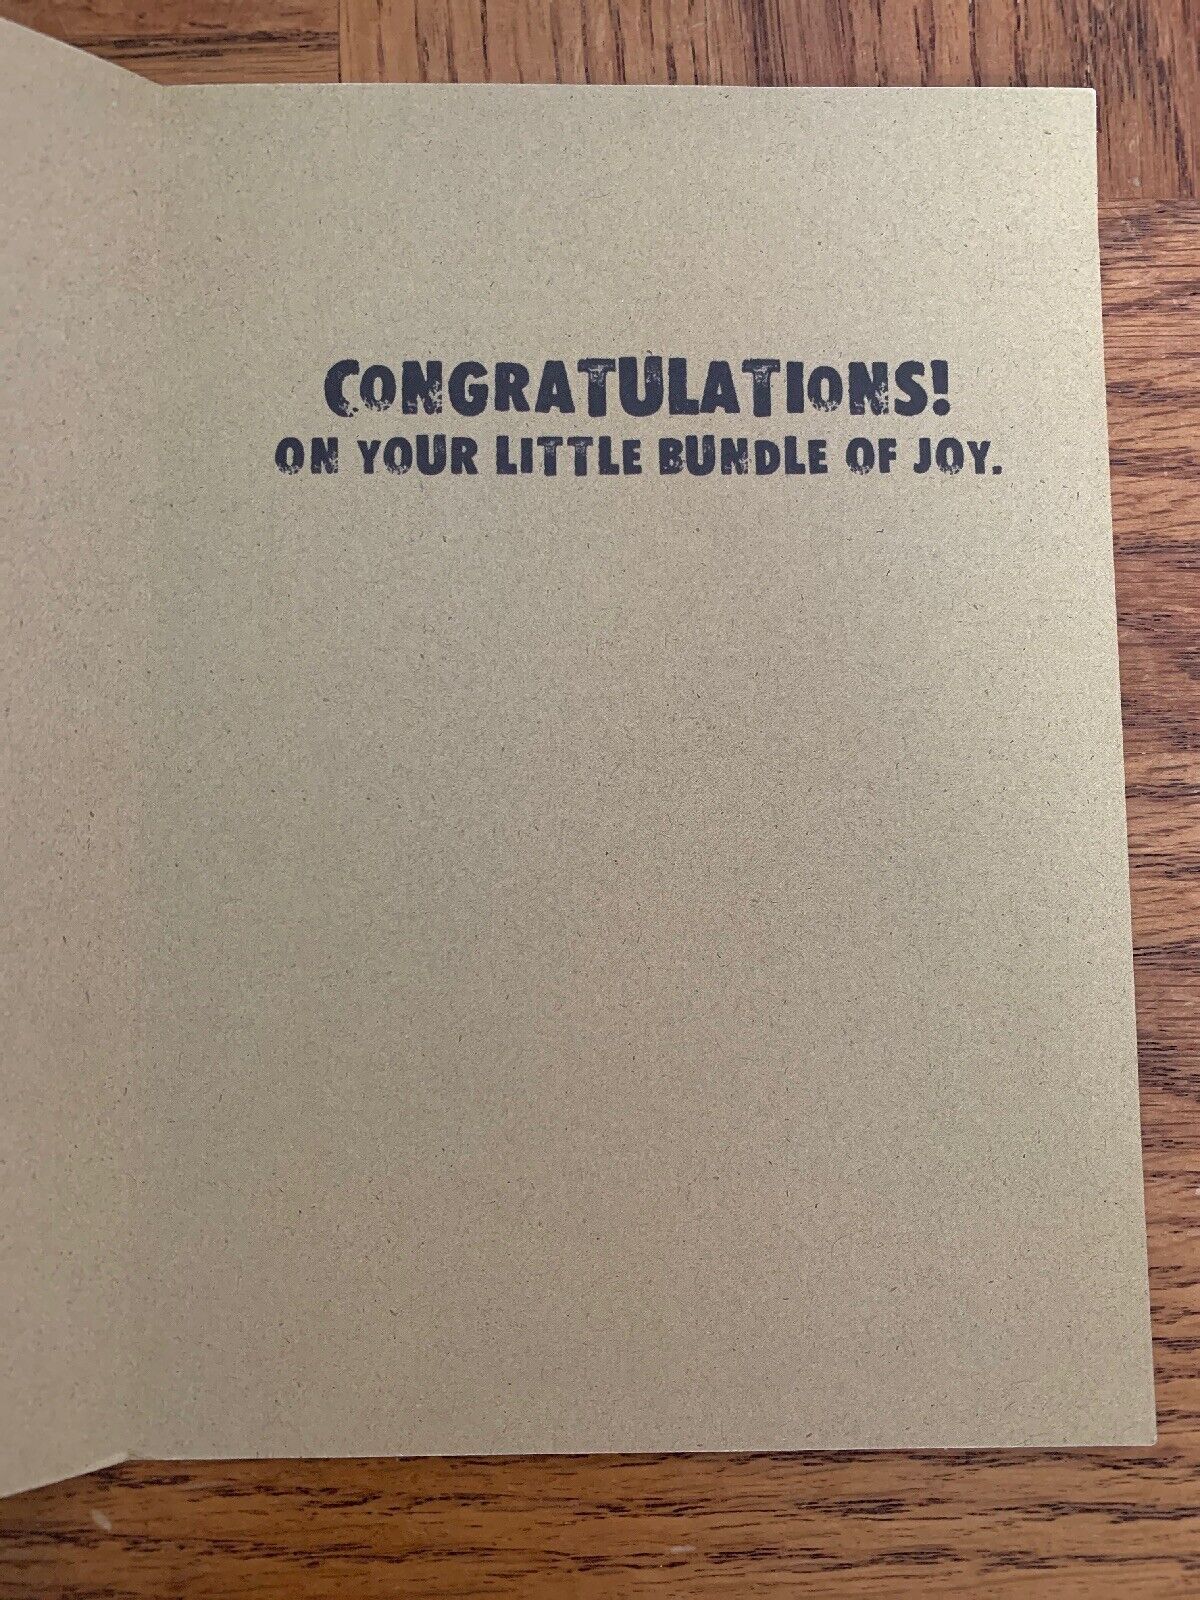 CONGRATULATIONS!
ON YOUR LITTLE BUNDLE OF JOY.